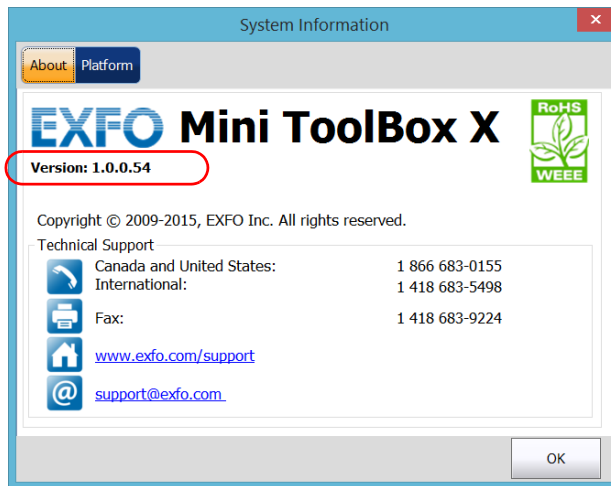 System Information
About Platform
EXFO Mini ToolBox X
RoHS
WEEE
Version: 1.0.0.54
Copyright © 2009-2015, EXFO Inc. All rights reserved.
Technical Support
Canada and United States: 1 866 683-0155
International: 1 418 683-5498
Fax: 1 418 683-9224
www.exfo.com/support
support@exfo.com
OK